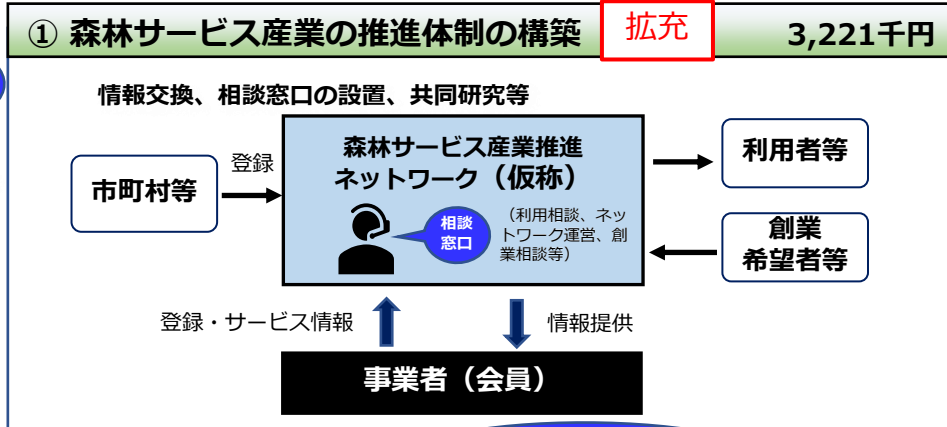 ① 森林サービス産業の推進体制の構築 拡充 3,221千円
情報交換、相談窓口の設置、共同研究等
市町村等
登録
森林サービス産業推進
ネットワーク（仮称）
相談
窓口
（利用相談、ネッ
トワーク運営、創
業相談等）
利用者等
創業
希望者等
登録・サービス情報
情報提供
事業者（会員）